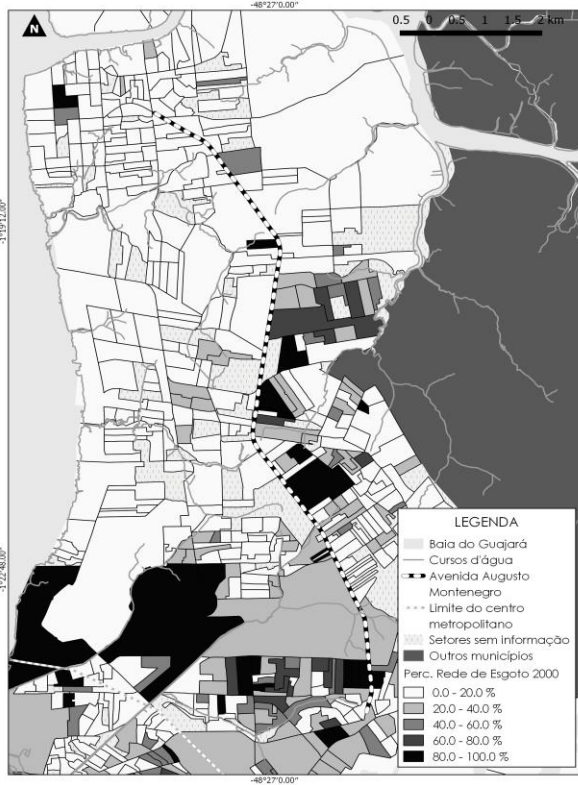 -48°27'0.00"
N
0.5 0 0.5 1 1.5 2 km
-1°19'12.00"
-1°22'48.00"
LEGENDA
Baia do Guajará
Cursos d'água
Avenida Augusto
Montenegro
Limite do centro
metropolitano
Setores sem informação
Outros municípios
Perc. Rede de Esgoto 2000
0.0 - 20.0 %
20.0 - 40.0 %
40.0 - 60.0 %
60.0 - 80.0 %
80.0 - 100.0 %
-48°27'0.00"